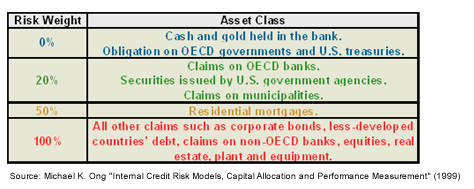 Risk Weight Asset Class
0% Cash and gold held in the bank.
Obligation on OECD governments and U.S. treasuries.
20% Claims on OECD banks.
Securities issued by U.S. government agencies.
Claims on municipalities.
50% Residential mortgages.
100% All other claims such as corporate bonds, less-developed
countries' debt, claims on non-OECD banks, equities, real
estate, plant and equipment.
Source: Michael K. Ong "Internal Credit Risk Models, Capital Allocation and Performance Measurement" (1999)